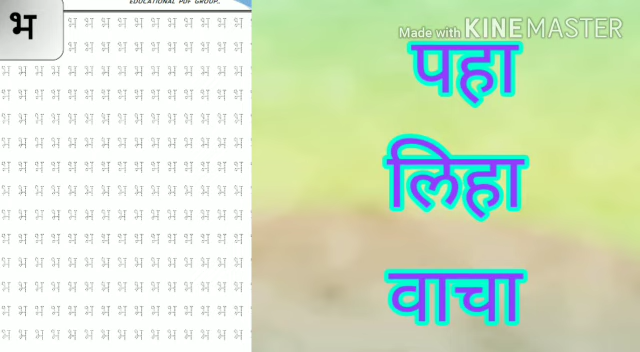 EDUCATIONAL PDF GROUP.
भ
Made with KINEMASTER
पहा
लिहा
वाचा